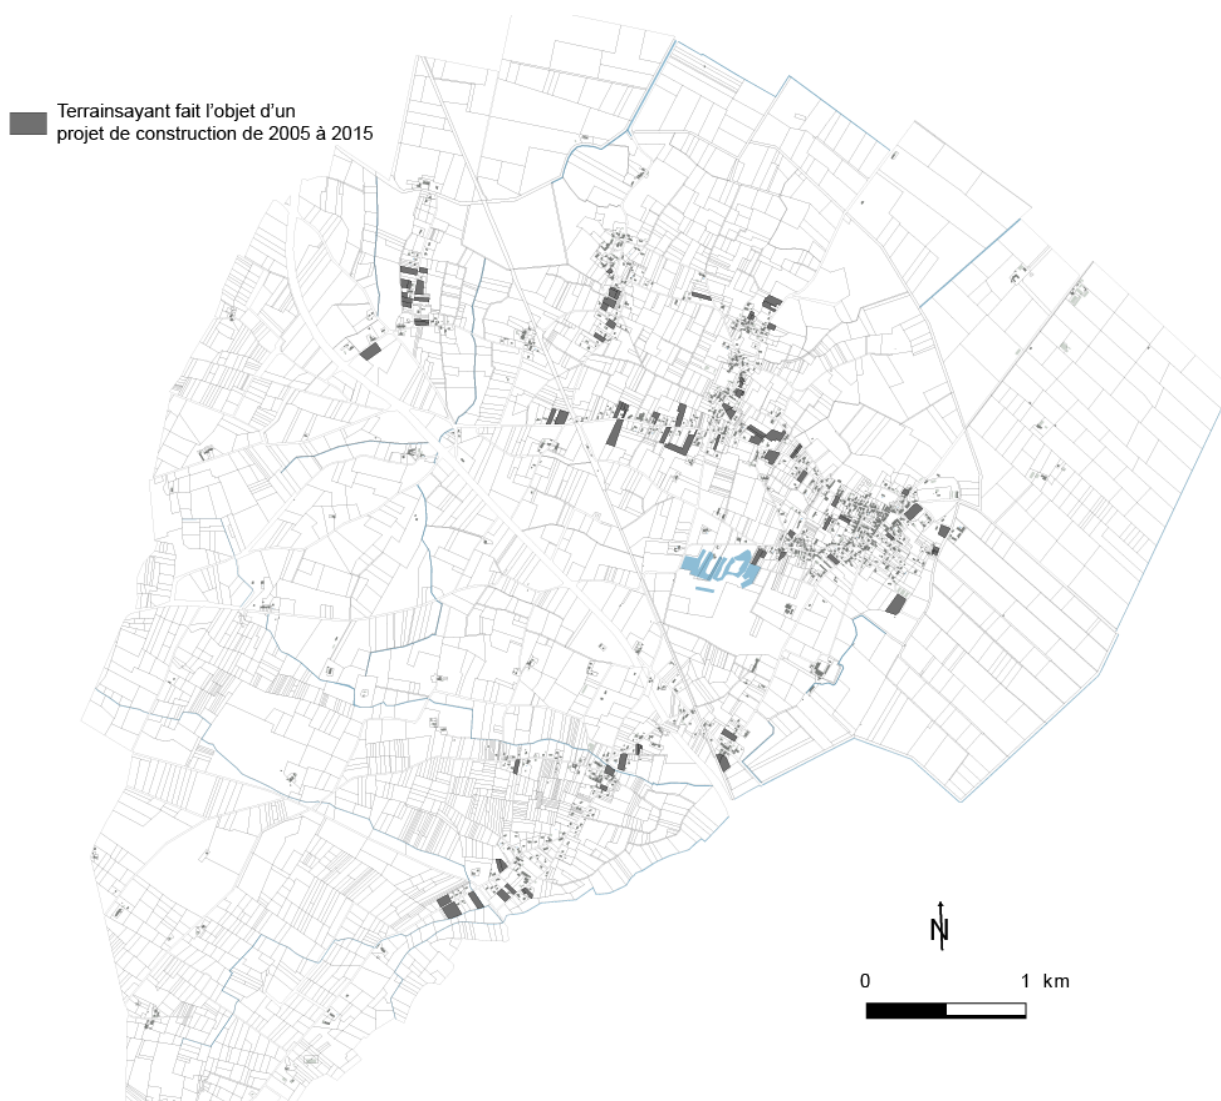 Terrainsayant fait l'objet d'un
projet de construction de 2005 à 2015
N
0 1 km